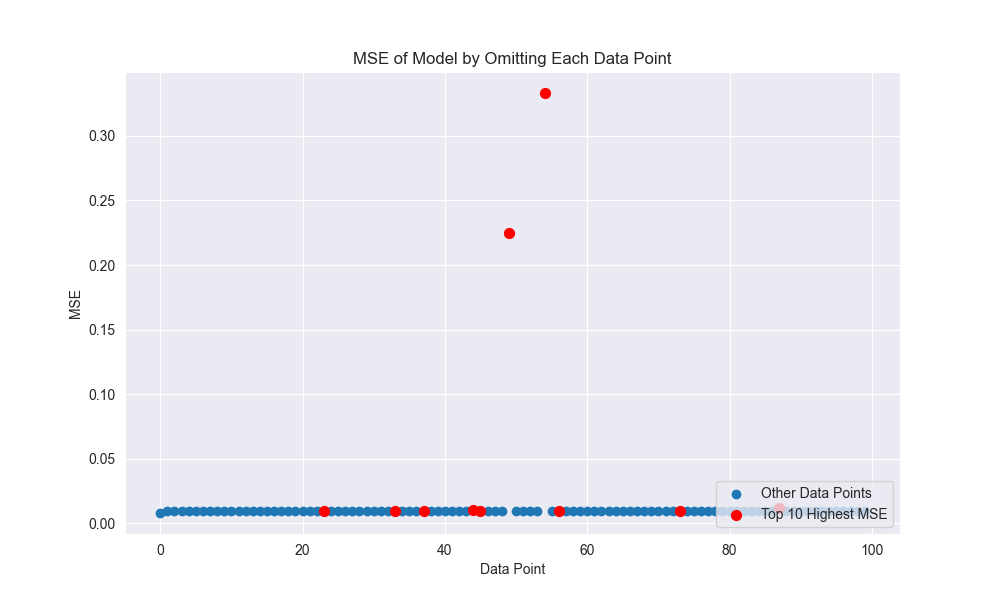 MSE of Model by Omitting Each Data Point
0.30
0.25
0.20
0.15
0.10
0.05
0.00
MSE
Other Data Points
Top 10 Highest MSE
0 20 40 60 80 100
Data Point